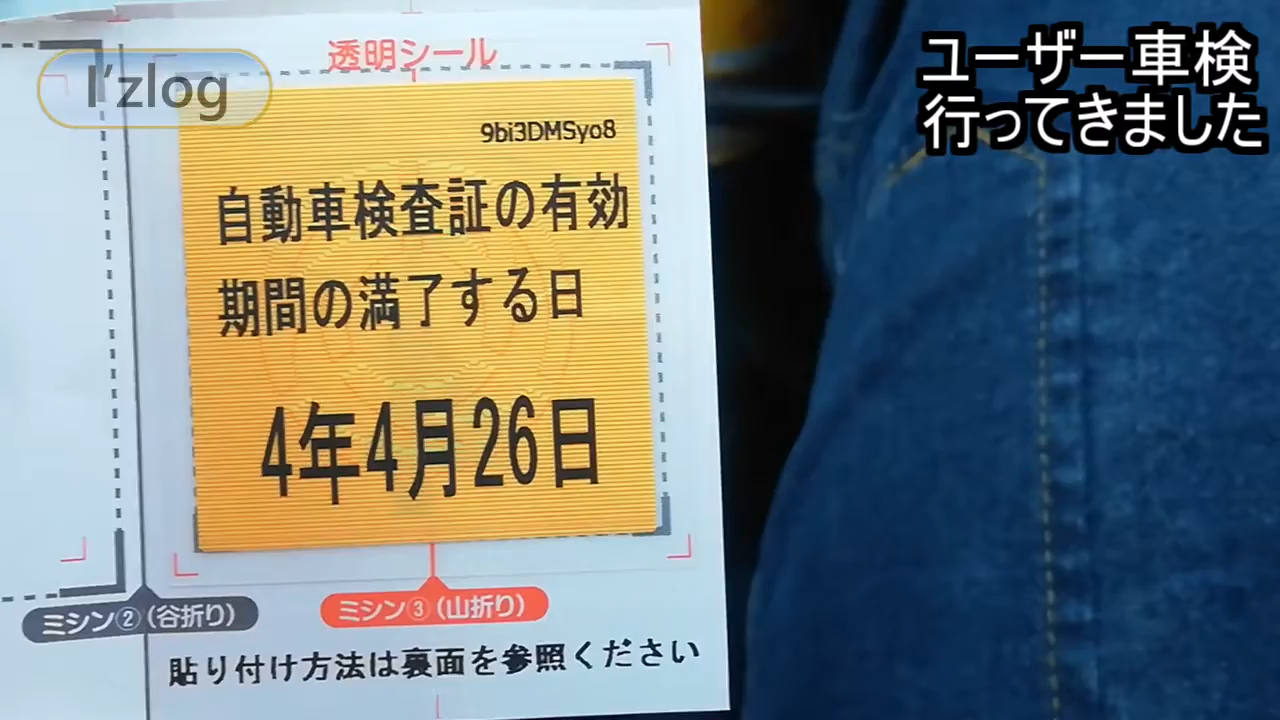 I'zlog
ユーザー車検
行ってきました
透明シール
9bi3DMSyo8
自動車検査証の有効
期間の満了する日
4年4月26日
ミシン②(谷折り)
ミシン③(山折り)
貼り付け方法は裏面を参照ください